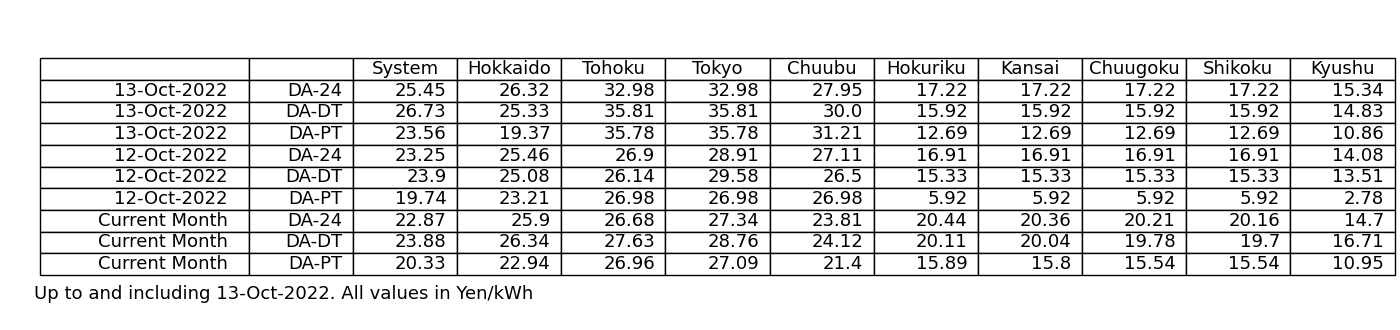 System Hokkaido Tohoku Tokyo Chuubu Hokuriku Kansai Chuugoku Shikoku Kyushu
13-Oct-2022 DA-24 25.45 26.32 32.98 32.98 27.95 17.22 17.22 17.22 17.22 15.34
13-Oct-2022 DA-DT 26.73 25.33 35.81 35.81 30.0 15.92 15.92 15.92 15.92 14.83
13-Oct-2022 DA-PT 23.56 19.37 35.78 35.78 31.21 12.69 12.69 12.69 12.69 10.86
12-Oct-2022 DA-24 23.25 25.46 26.9 28.91 27.11 16.91 16.91 16.91 16.91 14.08
12-Oct-2022 DA-DT 23.9 25.08 26.14 29.58 26.5 15.33 15.33 15.33 15.33 13.51
12-Oct-2022 DA-PT 19.74 23.21 26.98 26.98 26.98 5.92 5.92 5.92 5.92 2.78
Current Month DA-24 22.87 25.9 26.68 27.34 23.81 20.44 20.36 20.21 20.16 14.7
Current Month DA-DT 23.88 26.34 27.63 28.76 24.12 20.11 20.04 19.78 19.7 16.71
Current Month DA-PT 20.33 22.94 26.96 27.09 21.4 15.89 15.8 15.54 15.54 10.95
Up to and including 13-Oct-2022. All values in Yen/kWh